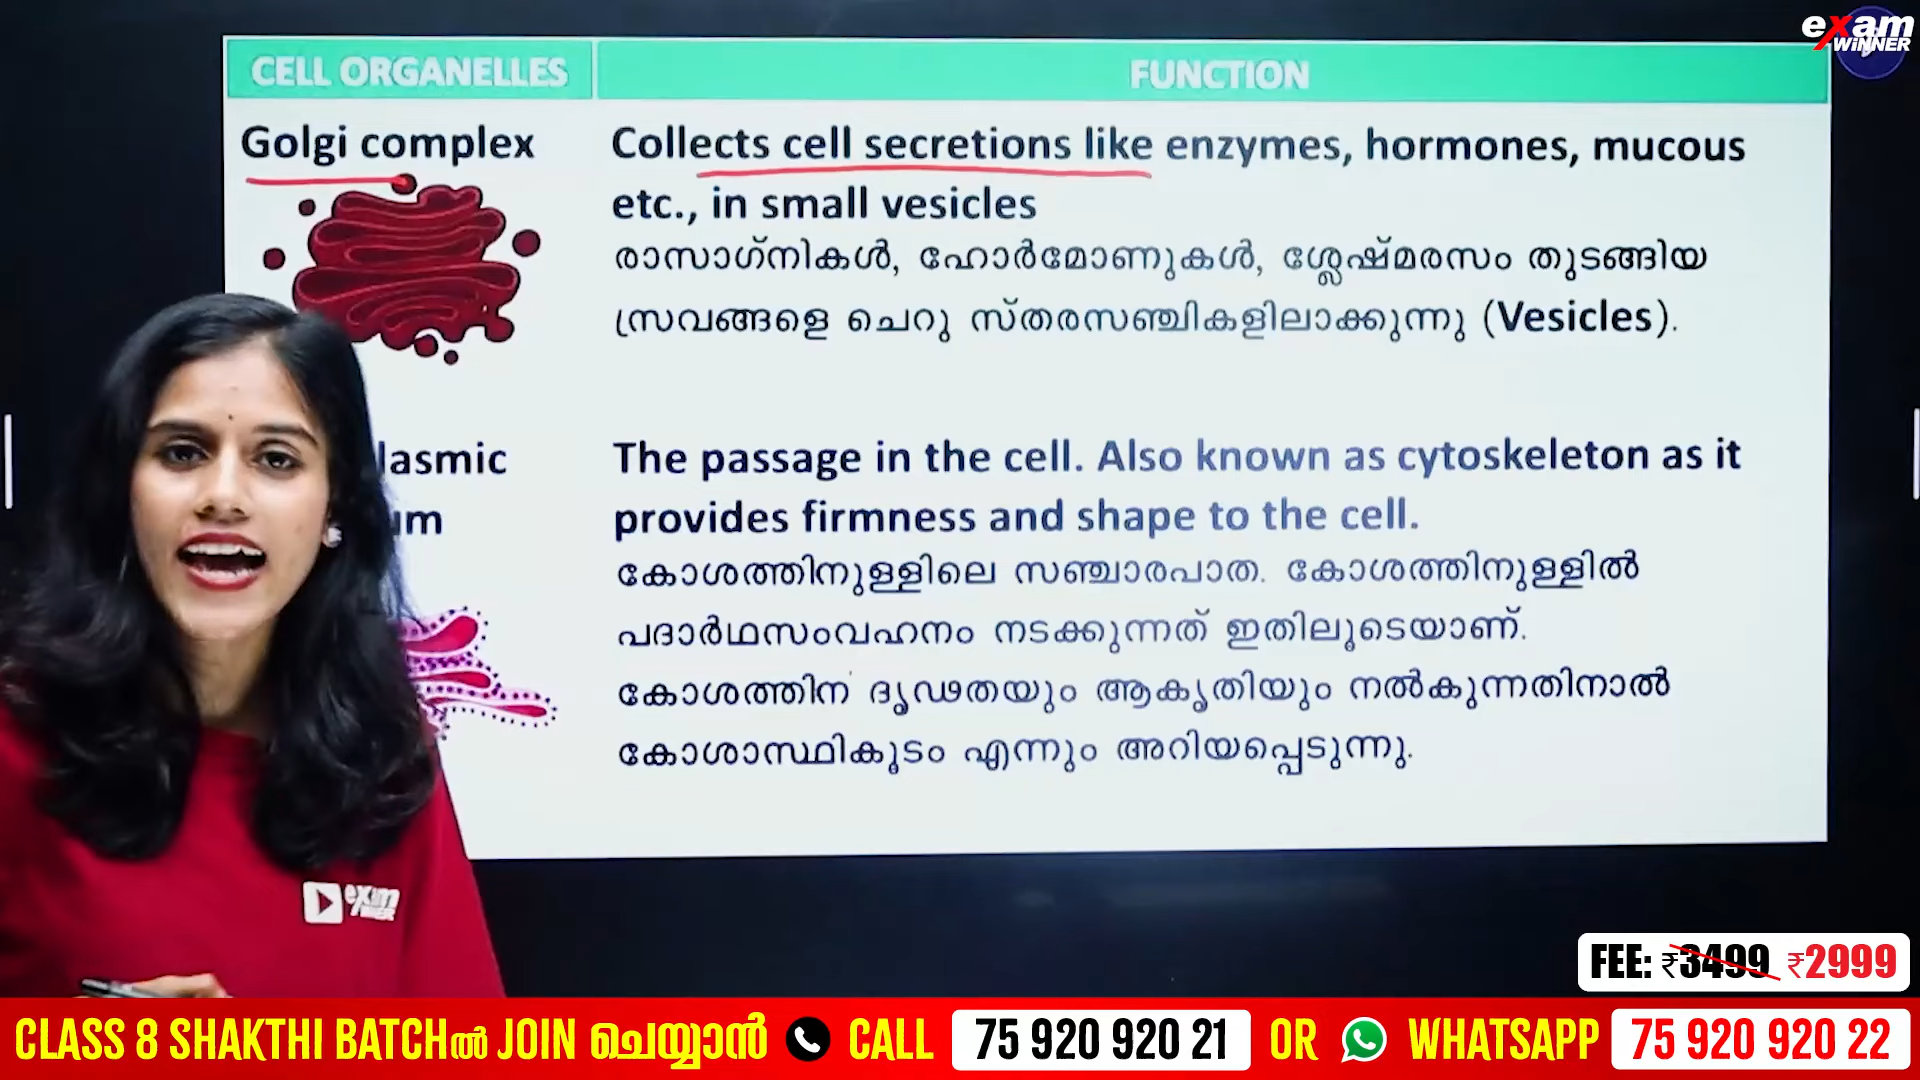 exam
WINNER
CELL ORGANELLES
FUNCTION
Golgi complex
Collects cell secretions like enzymes, hormones, mucous
etc., in small vesicles
രാസാഗ്നികൾ, ഹോർമോണുകൾ, ശ്ലേഷ്മരസം തുടങ്ങിയ
സ്രവങ്ങളെ ചെറു സ്തരസഞ്ചികളിലാക്കുന്നു (Vesicles).
lasmic
um
The passage in the cell. Also known as cytoskeleton as it
provides firmness and shape to the cell.
കോശത്തിനുള്ളിലെ സഞ്ചാരപാത. കോശത്തിനുള്ളിൽ
പദാർഥസംവഹനം നടക്കുന്നത് ഇതിലൂടെയാണ്.
കോശത്തിന് ദൃഢതയും ആകൃതിയും നൽകുന്നതിനാൽ
കോശാസ്ഥികൂടം എന്നും അറിയപ്പെടുന്നു.
exam
WINNER
FEE: ₹3499 ₹2999
CLASS 8 SHAKTHI BATCHൽ JOIN ചെയ്യാൻ CALL 75 920 920 21 OR WHATSAPP 75 920 920 22